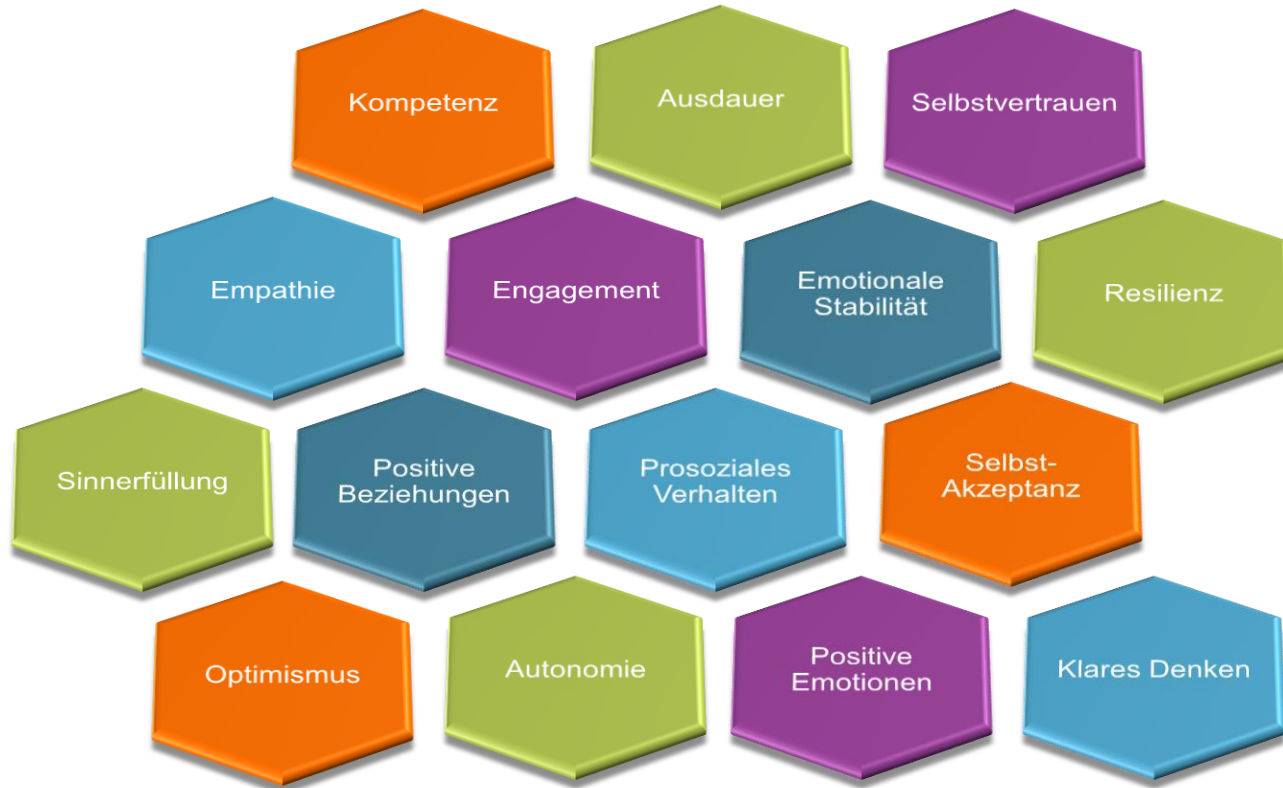 Kompetenz
Ausdauer
Selbstvertrauen
Empathie
Engagement
Emotionale
Stabilität
Resilienz
Sinnerfüllung
Positive
Beziehungen
Prosoziales
Verhalten
Selbst-
Akzeptanz
Optimismus
Autonomie
Positive
Emotionen
Klares Denken